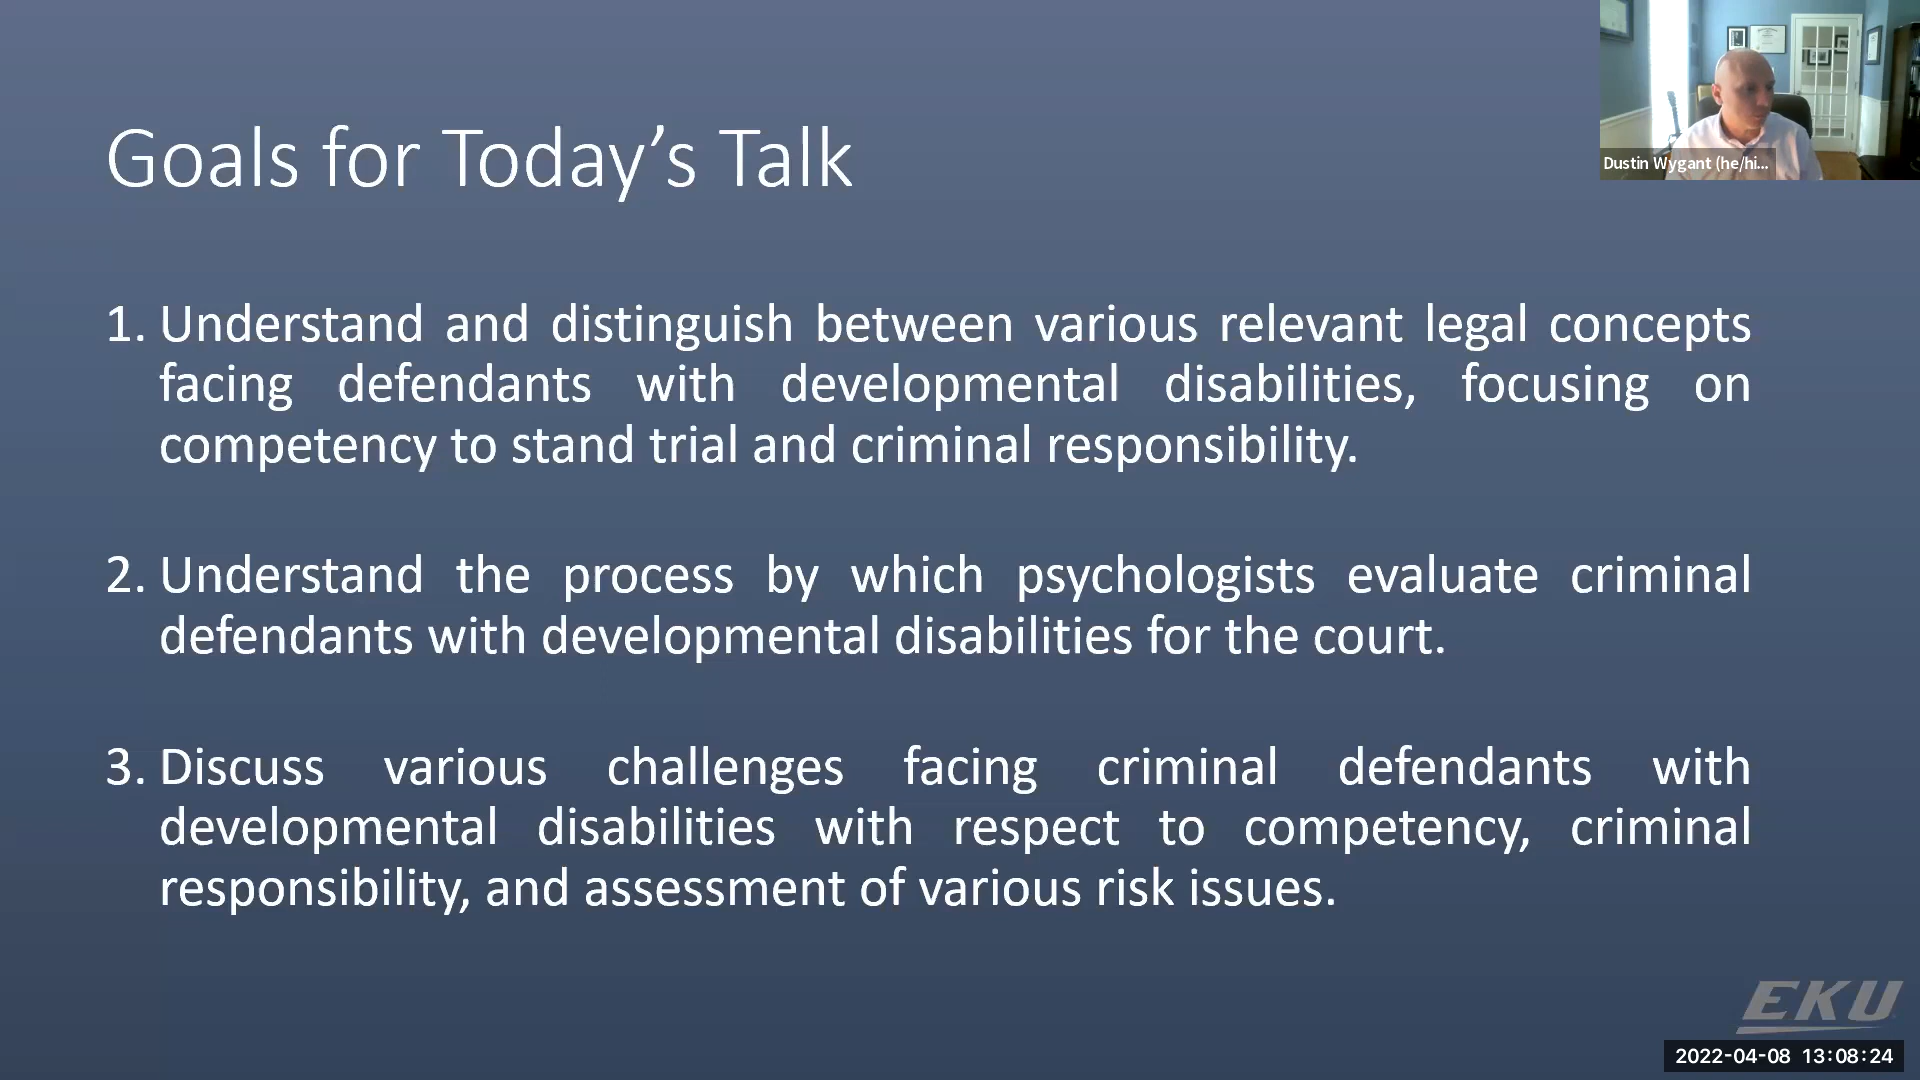 Goals for Today's Talk
Dustin Wygant (he/hi...
1. Understand and distinguish between various relevant legal concepts
facing defendants with developmental disabilities, focusing on
competency to stand trial and criminal responsibility.
2. Understand the process by which psychologists evaluate criminal
defendants with developmental disabilities for the court.
3. Discuss various challenges facing criminal defendants with
developmental disabilities with respect to competency, criminal
responsibility, and assessment of various risk issues.
EKU
2022-04-08 13:08:24